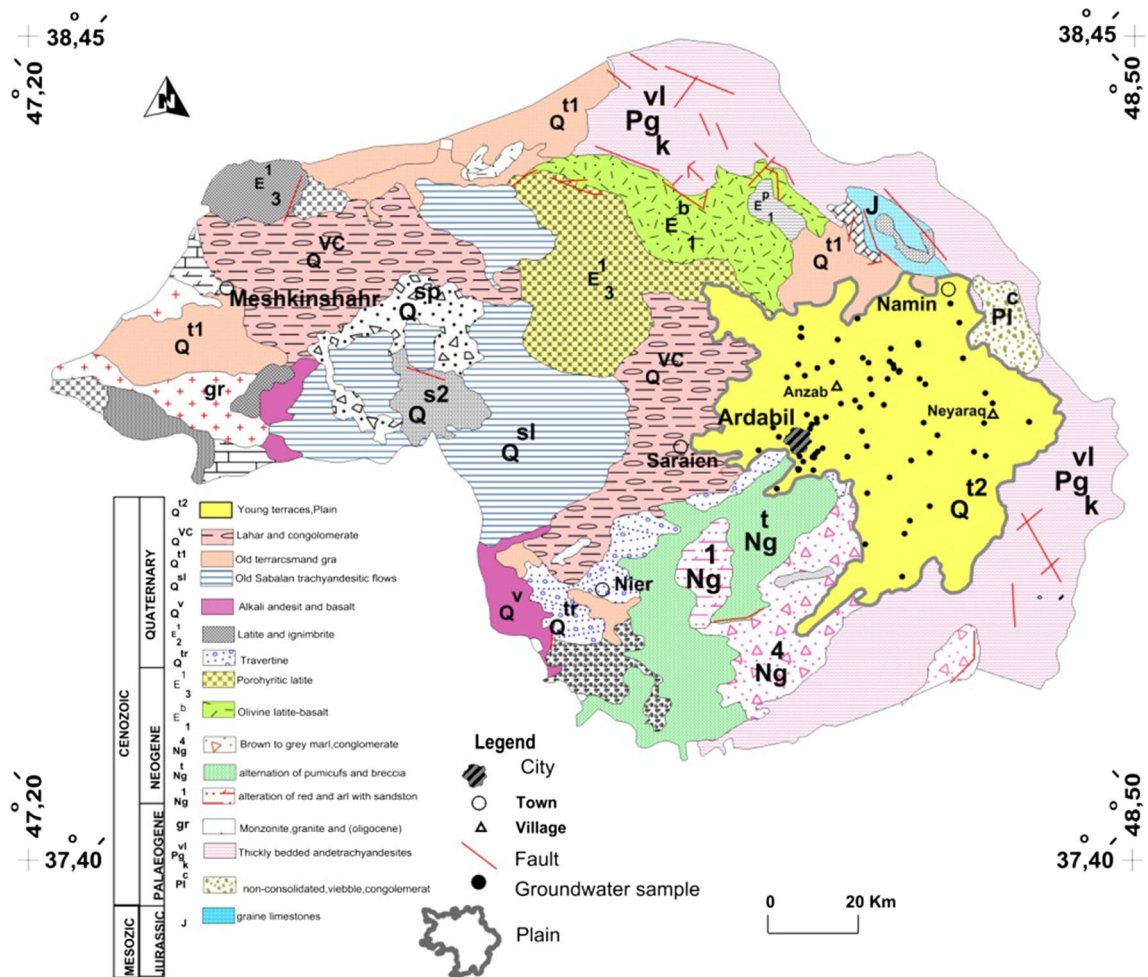 38,45°´
38,45°´
47,20°´
48,50°´
N
Q t1
vl Pg k
E 1 3
E p 1
J
E b 1
Q VC
Q t1
E 1 3
Namin
c Pl
Meshkinshahr
sp Q
Q t1
Q VC
gr
Q s2
Anzab
Ardabil
Neyaraq
Q sl
Saraien
vl Pg k
t2 Q
t Ng
1 Ng
Nier
Q v
tr Q
4 Ng
CENOZOIC
MESOZIC
QUATERNARY
NEOGENE
PALAEOGENE
JURASSIC
Q t2 Young terraces,Plain
Q VC Lahar and congolomerate
Q t1 Old terrarcsmand gra
Q sl Old Sabalan trachyandesitic flows
Q v Alkali andesit and basalt
E 1 2 Latite and ignimbrite
Q tr Travertine
E 1 3 Porohyritic latite
E b 1 Olivine latite-basalt
4 Ng Brown to grey marl,conglomerate
t Ng alternation of pumicufs and breccia
1 Ng alteration of red and arl with sandston
gr Monzonite,granite and (oligocene)
vl Pg k Thickly bedded andetrachyandesites
c Pl non-consolidated,viebble,congolemerat
J graine limestones
Legend
City
Town
Village
Fault
Groundwater sample
Plain
0 20 Km
47,20°´
48,50°´
37,40°´
37,40°´